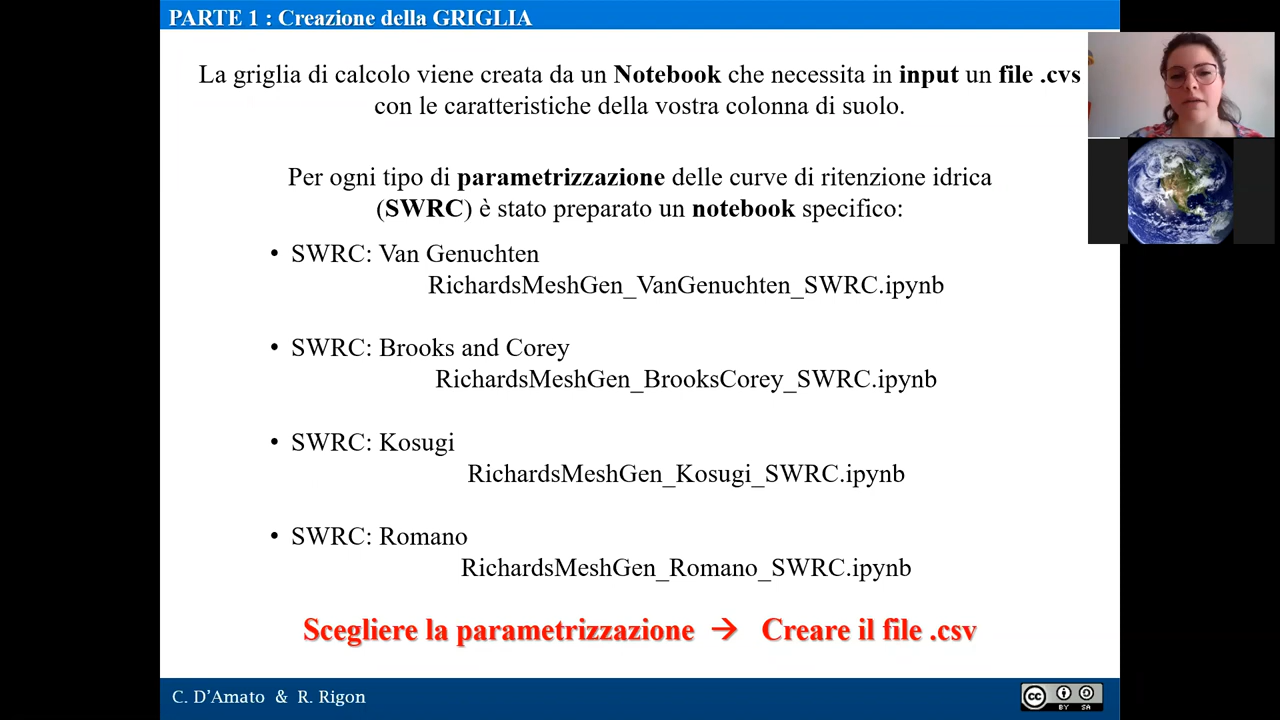 PARTE 1 : Creazione della GRIGLIA
La griglia di calcolo viene creata da un Notebook che necessita in input un file .cvs
con le caratteristiche della vostra colonna di suolo.
Per ogni tipo di parametrizzazione delle curve di ritenzione idrica
(SWRC) è stato preparato un notebook specifico:
• SWRC: Van Genuchten
RichardsMeshGen_VanGenuchten_SWRC.ipynb
• SWRC: Brooks and Corey
RichardsMeshGen_BrooksCorey_SWRC.ipynb
• SWRC: Kosugi
RichardsMeshGen_Kosugi_SWRC.ipynb
• SWRC: Romano
RichardsMeshGen_Romano_SWRC.ipynb
Scegliere la parametrizzazione → Creare il file .csv
C. D'Amato & R. Rigon
cc BY SA